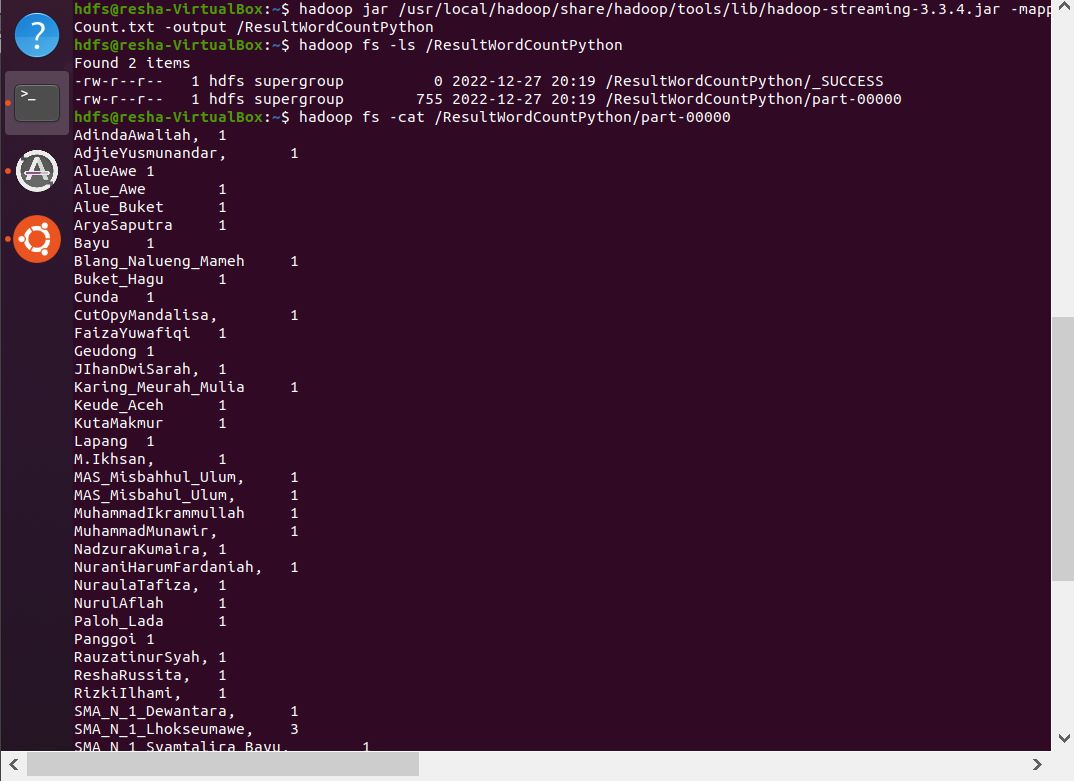 hdfs@resha-VirtualBox:~$ hadoop jar /usr/local/hadoop/share/hadoop/tools/lib/hadoop-streaming-3.3.4.jar -mapp
Count.txt -output /ResultWordCountPython
hdfs@resha-VirtualBox:~$ hadoop fs -ls /ResultWordCountPython
Found 2 items
-rw-r--r--   1 hdfs supergroup          0 2022-12-27 20:19 /ResultWordCountPython/_SUCCESS
-rw-r--r--   1 hdfs supergroup        755 2022-12-27 20:19 /ResultWordCountPython/part-00000
hdfs@resha-VirtualBox:~$ hadoop fs -cat /ResultWordCountPython/part-00000
AdindaAwaliah,	1
AdjieYusmunandar,	1
AlueAwe	1
Alue_Awe	1
Alue_Buket	1
AryaSaputra	1
Bayu	1
Blang_Nalueng_Mameh	1
Buket_Hagu	1
Cunda	1
CutOpyMandalisa,	1
FaizaYuwafiqi	1
Geudong	1
JIhanDwiSarah,	1
Karing_Meurah_Mulia	1
Keude_Aceh	1
KutaMakmur	1
Lapang	1
M.Ikhsan,	1
MAS_Misbahhul_Ulum,	1
MAS_Misbahul_Ulum,	1
MuhammadIkrammullah	1
MuhammadMunawir,	1
NadzuraKumaira,	1
NuraniHarumFardaniah,	1
NuraulaTafiza,	1
NurulAflah	1
Paloh_Lada	1
Panggoi	1
RauzatinurSyah,	1
ReshaRussita,	1
RizkiIlhami,	1
SMA_N_1_Dewantara,	1
SMA_N_1_Lhokseumawe,	3
SMA_N_1_Syamtalira_Bayu,	1